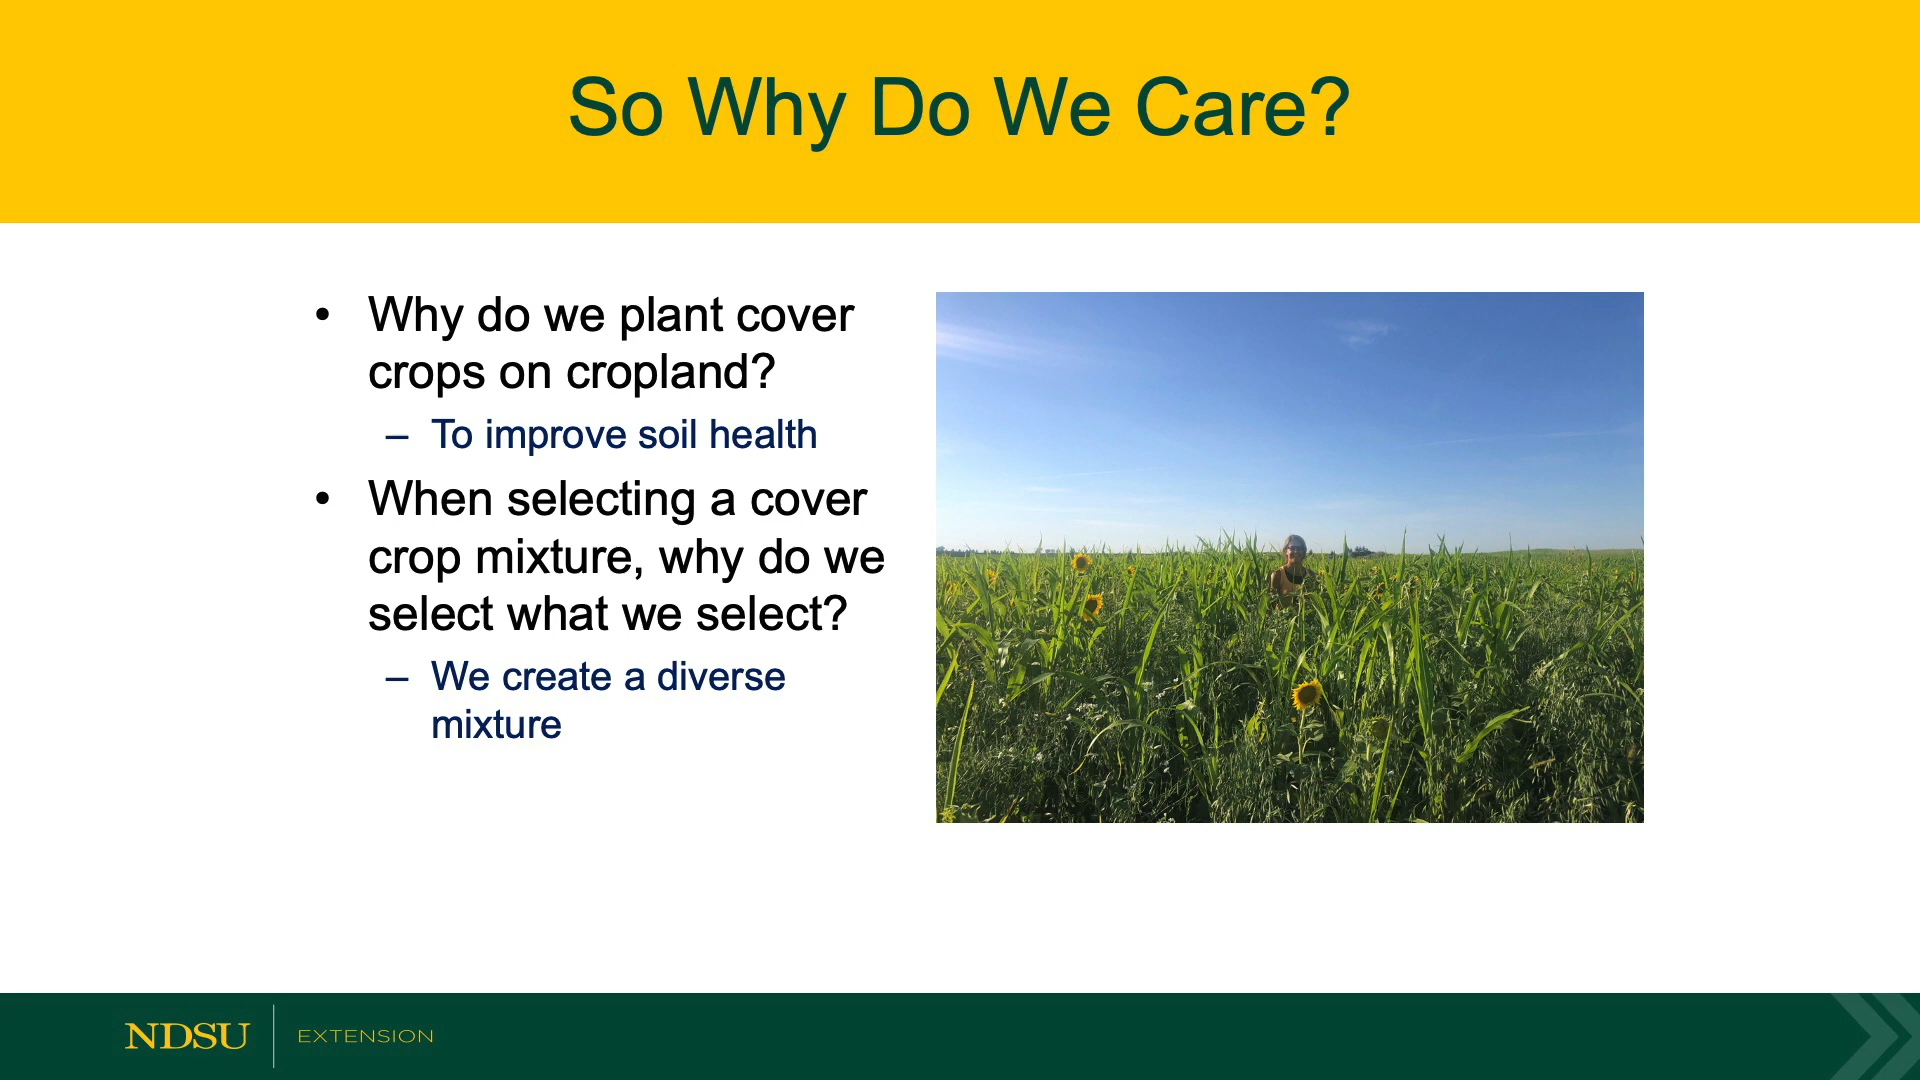 So Why Do We Care?
• Why do we plant cover
crops on cropland?
– To improve soil health
• When selecting a cover
crop mixture, why do we
select what we select?
– We create a diverse
mixture
NDSU EXTENSION